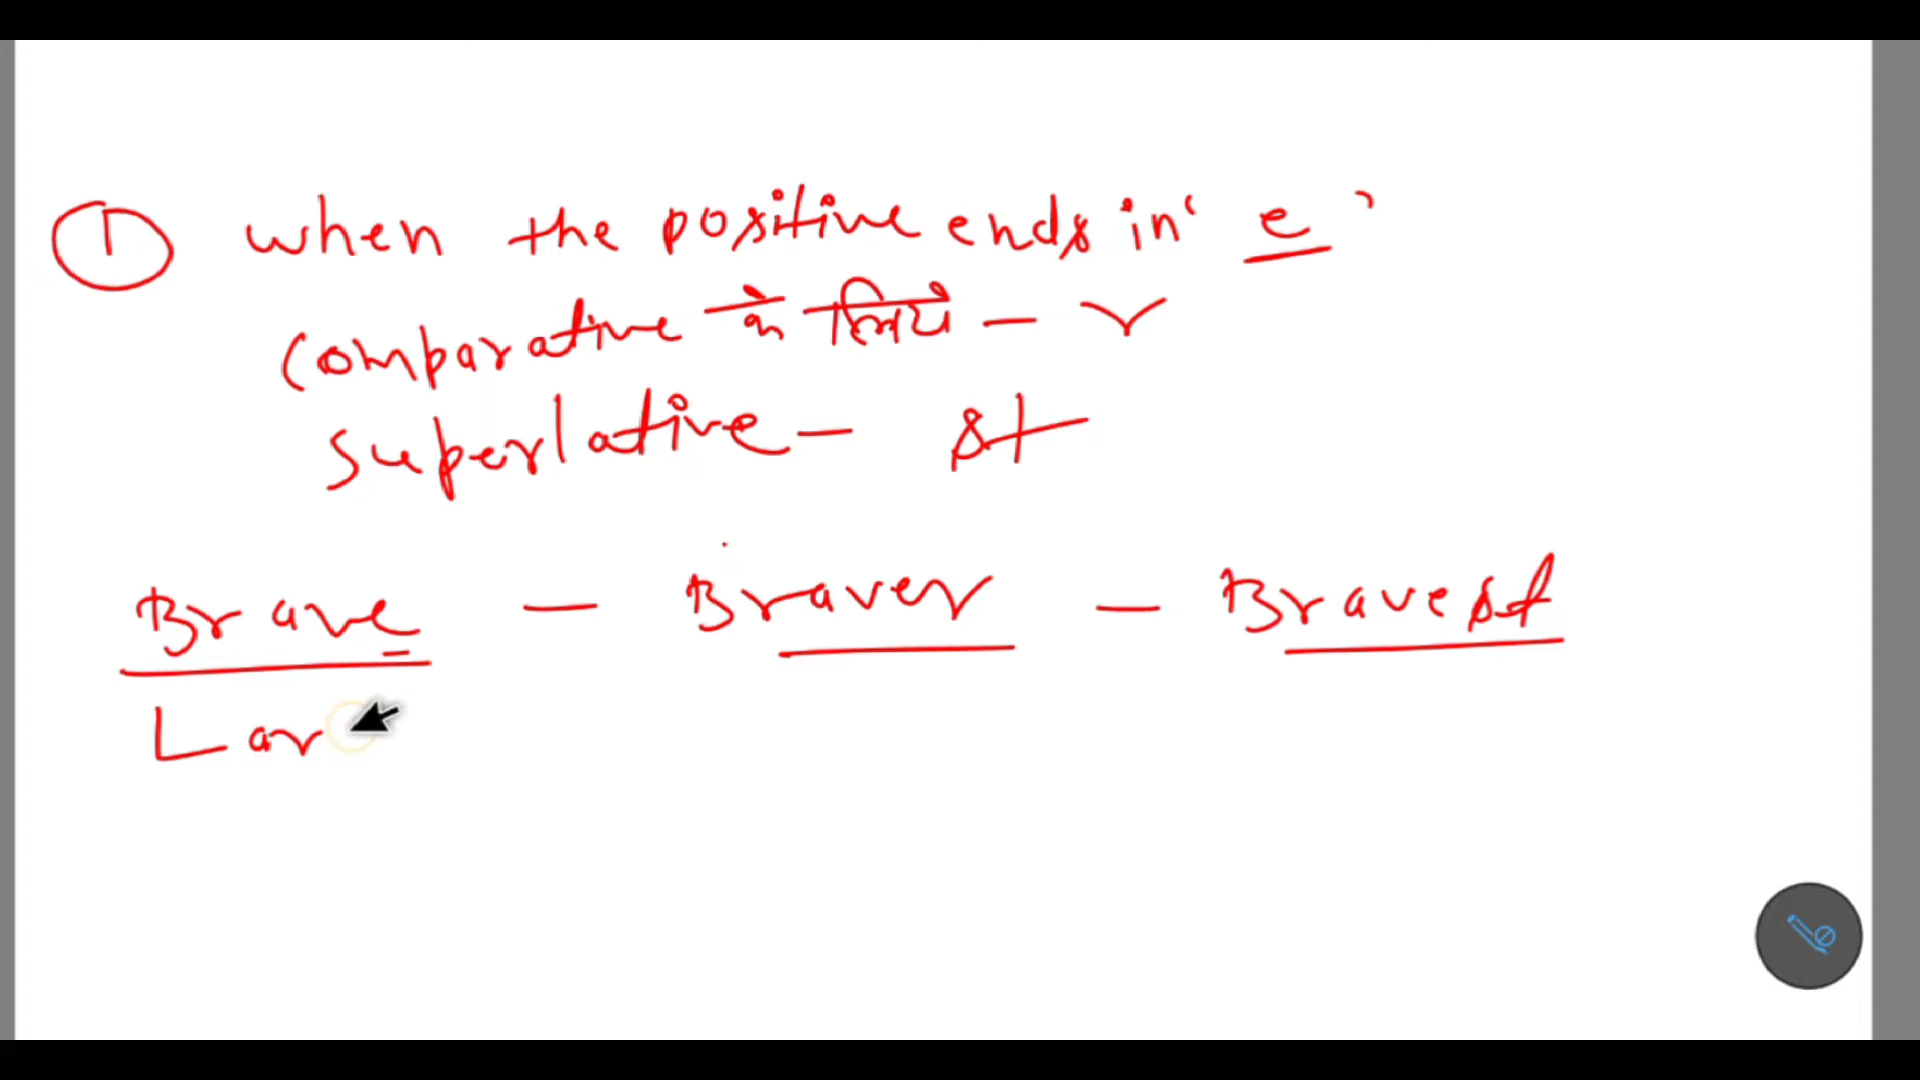 ① when the positive ends in 'e'
Comparative के लिये - r
Superlative - st
Brave - Braver - Bravest
Lar